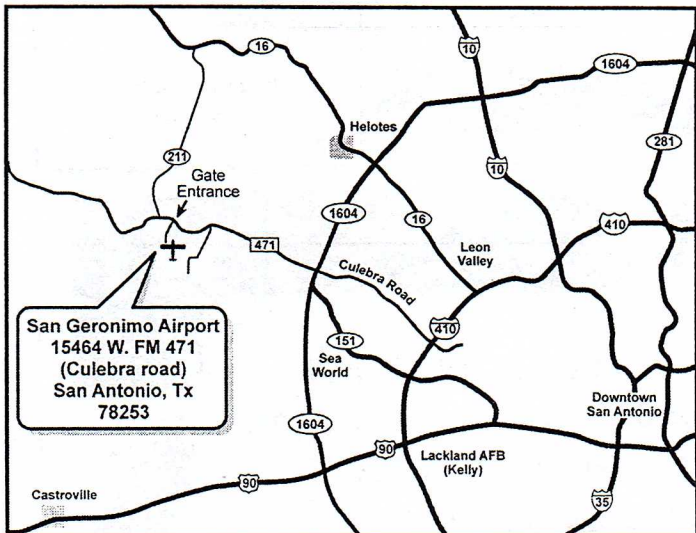 16
10
1604
Helotes
281
211
Gate
Entrance
10
1604
16
410
471
Leon
Valley
Culebra Road
San Geronimo Airport
15464 W. FM 471
(Culebra road)
San Antonio, Tx
78253
410
151
Sea
World
Downtown
San Antonio
1604
90
Lackland AFB
(Kelly)
90
Castroville
35